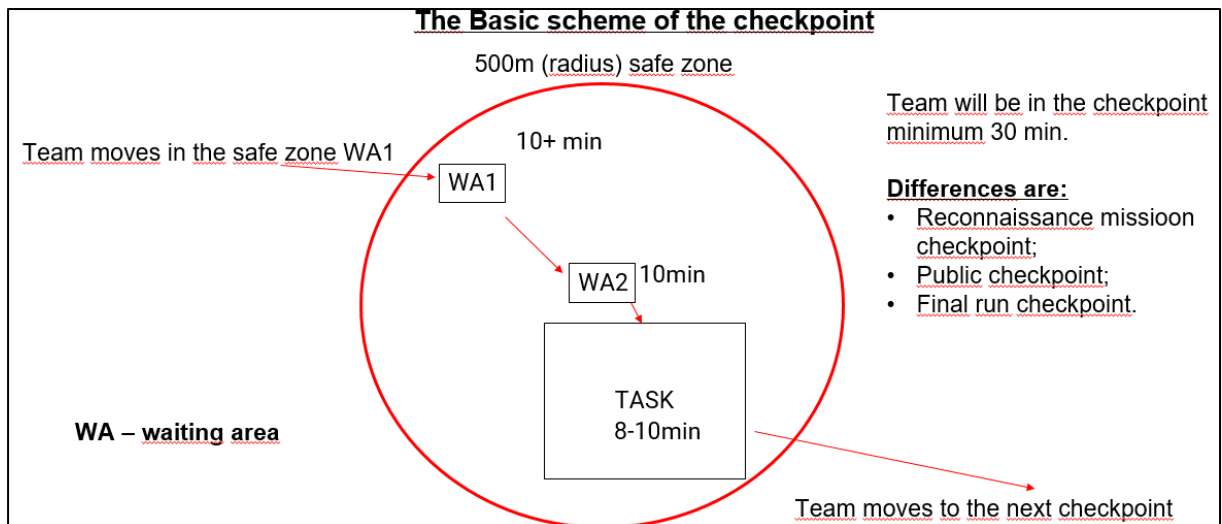 The Basic scheme of the checkpoint
500m (radius) safe zone
Team moves in the safe zone WA1
10+ min
WA1
WA2
10min
TASK
8-10min
WA – waiting area
Team will be in the checkpoint
minimum 30 min.
Differences are:
• Reconnaissance missioon
checkpoint;
• Public checkpoint;
• Final run checkpoint.
Team moves to the next checkpoint